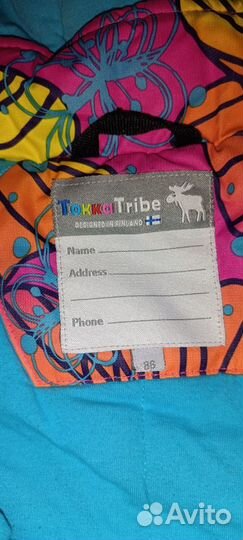 TokkaTribe
DESIGNED IN FINLAND
Name
Address
Phone
86
Avito